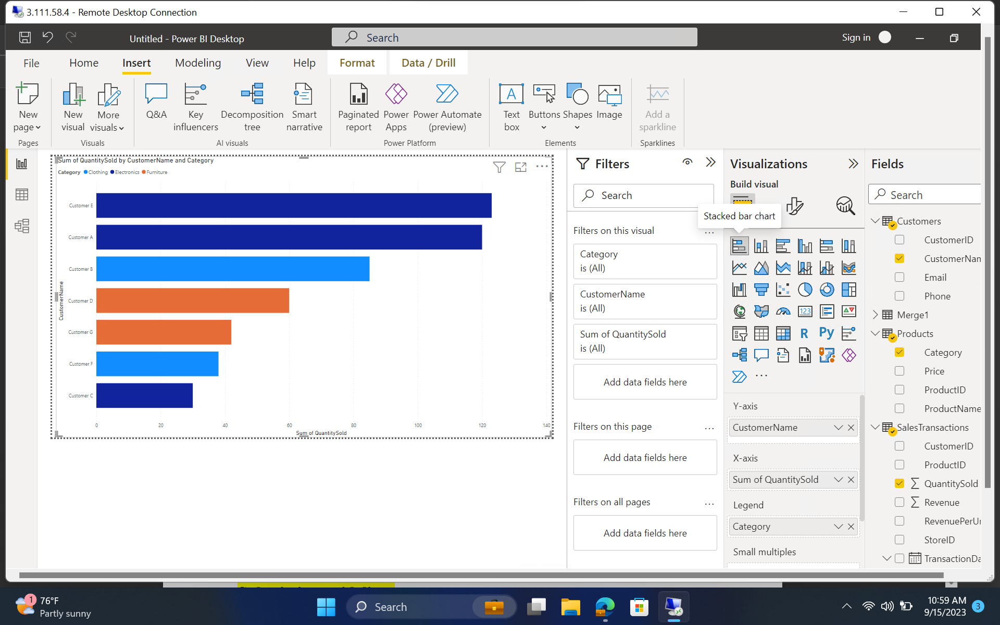 3.111.58.4 - Remote Desktop Connection
Untitled - Power BI Desktop
Search
Sign in
File
Home
Insert
Modeling
View
Help
Format
Data / Drill
New page
New visual
More visuals
Q&A
Key influencers
Decomposition tree
Smart narrative
Paginated report
Power Apps
Power Automate (preview)
Text box
Buttons
Shapes
Image
Add a sparkline
Pages
Visuals
AI visuals
Power Platform
Elements
Sparklines
Sum of QuantitySold by CustomerName and Category
Category Clothing Electronics Furniture
CustomerName
Customer E
Customer A
Customer B
Customer D
Customer G
Customer F
Customer C
0 20 40 60 80 100 120 140
Sum of QuantitySold
Filters
Search
Filters on this visual
...
Category
is (All)
CustomerName
is (All)
Sum of QuantitySold
is (All)
Add data fields here
Filters on this page
...
Add data fields here
Filters on all pages
...
Add data fields here
Visualizations
Build visual
Stacked bar chart
123
R
Py
...
Y-axis
CustomerName
X-axis
Sum of QuantitySold
Legend
Category
Small multiples
Fields
Search
Customers
CustomerID
CustomerNam
Email
Phone
Merge1
Products
Category
Price
ProductID
ProductName
SalesTransactions
CustomerID
ProductID
QuantitySold
Revenue
RevenuePerUn
StoreID
TransactionDa
1
76°F
Partly sunny
Search
10:59 AM
9/15/2023
3